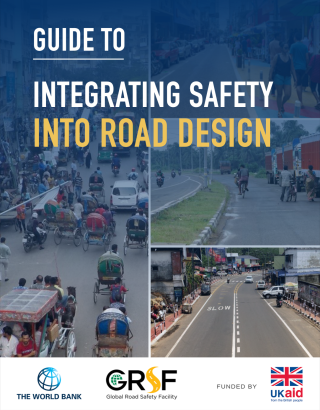 GUIDE TO
INTEGRATING SAFETY
INTO ROAD DESIGN
SLOW
THE WORLD BANK
GRSF
Global Road Safety Facility
FUNDED BY
UKaid
from the British people